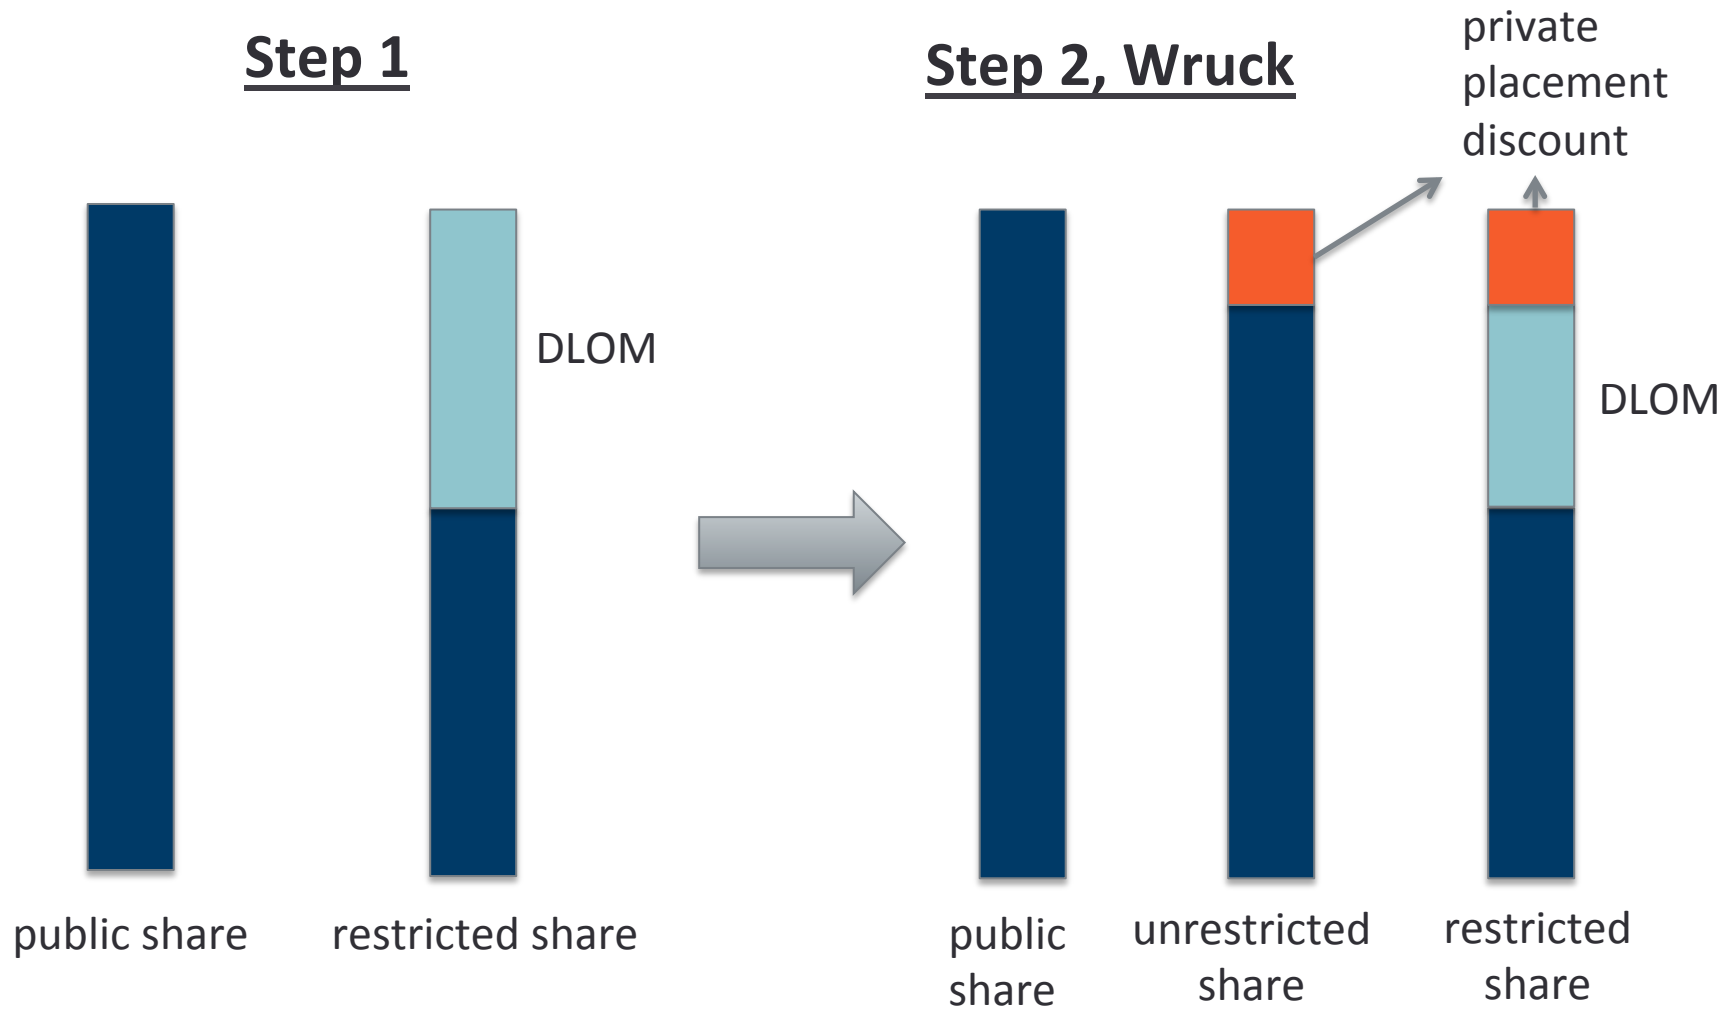 Step 1
Step 2, Wruck
private
placement
discount
DLOM
DLOM
public share
restricted share
public
share
unrestricted
share
restricted
share